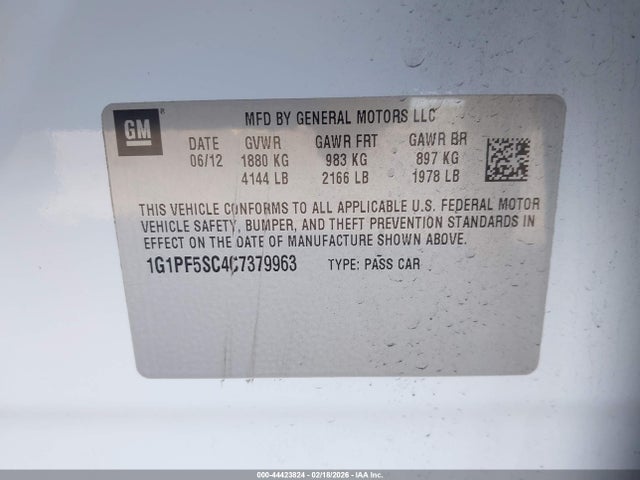 GM
MFD BY GENERAL MOTORS LLC
DATE GVWR GAWR FRT GAWR RR
06/12 1880 KG 983 KG 897 KG
4144 LB 2166 LB 1978 LB
THIS VEHICLE CONFORMS TO ALL APPLICABLE U.S. FEDERAL MOTOR
VEHICLE SAFETY, BUMPER, AND THEFT PREVENTION STANDARDS IN
EFFECT ON THE DATE OF MANUFACTURE SHOWN ABOVE.
1G1PF5SC4C7379963 TYPE: PASS CAR
000-44423824 - 02/18/2026 - IAA Inc.